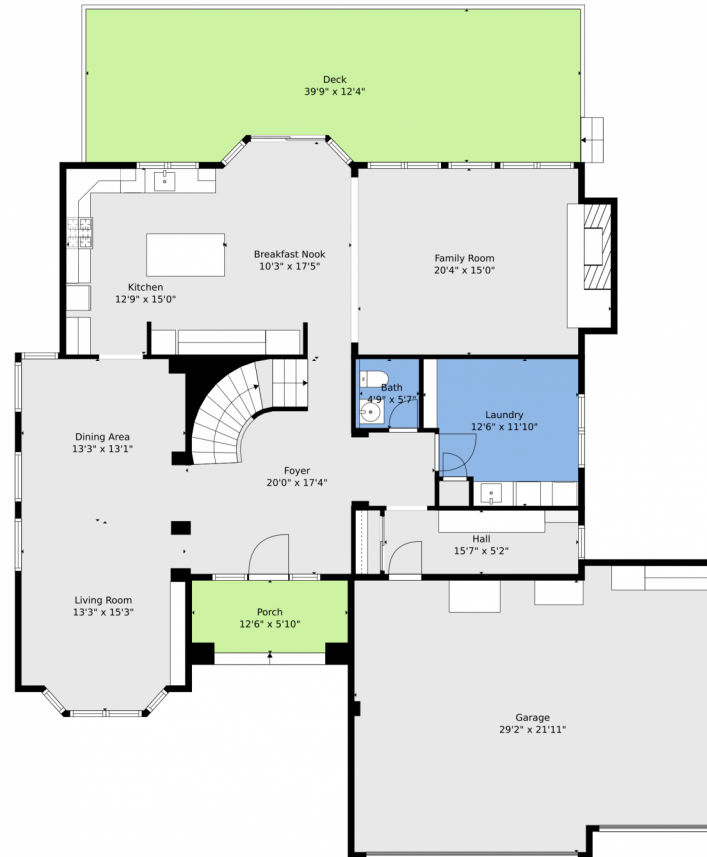 Deck
39'9" x 12'4"
Breakfast Nook
10'3" x 17'5"
Family Room
20'4" x 15'0"
Kitchen
12'9" x 15'0"
Bath
4'9" x 5'7"
Laundry
12'6" x 11'10"
Dining Area
13'3" x 13'1"
Foyer
20'0" x 17'4"
Hall
15'7" x 5'2"
Living Room
13'3" x 15'3"
Porch
12'6" x 5'10"
Garage
29'2" x 21'11"